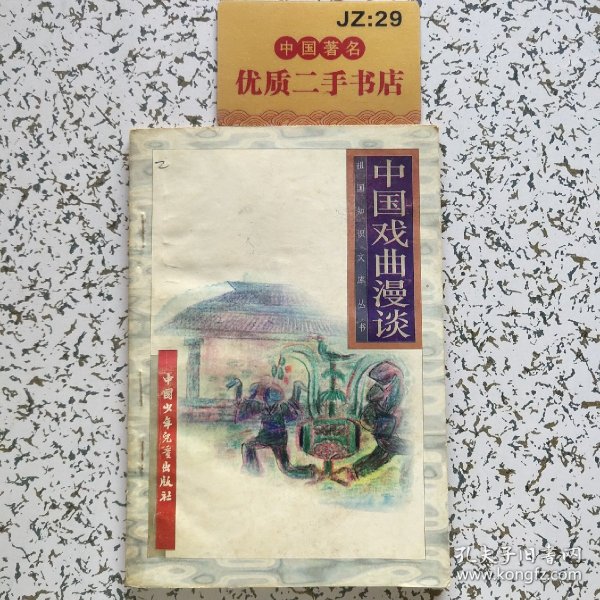 JZ:29
中国著名
优质二手书店
中国戏曲漫谈
祖国知识文库丛书
中国少年儿童出版社
孔夫子旧书网
www.kongfz.com